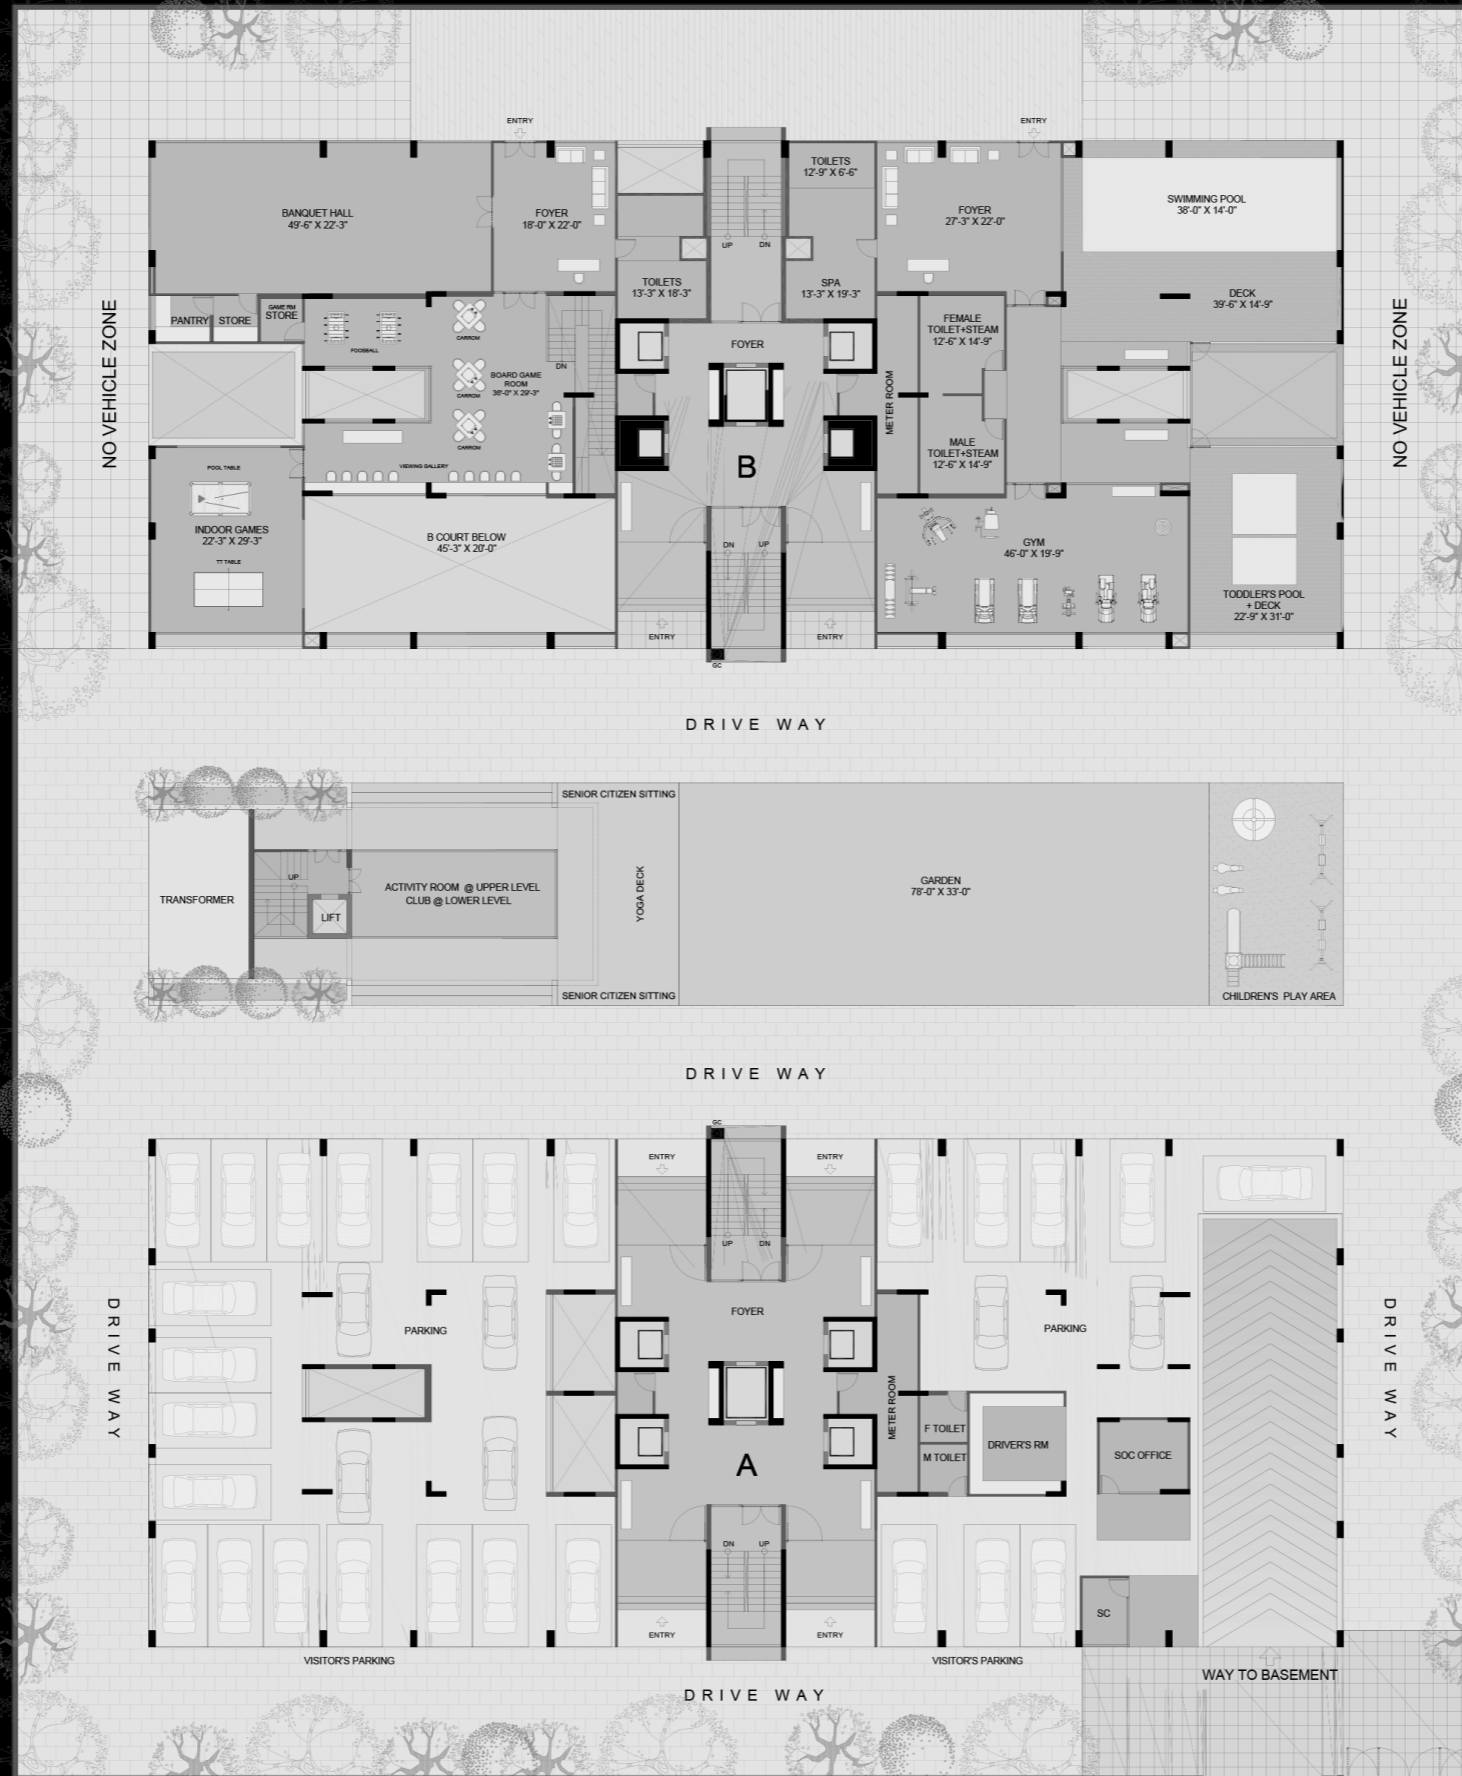 ENTRY
ENTRY
BANQUET HALL
49'-6" X 22'-3"
FOYER
18'-0" X 22'-0"
TOILETS
12'-9" X 6'-6"
FOYER
27'-3" X 22'-0"
SWIMMING POOL
38'-0" X 14'-0"
UP
DN
TOILETS
13'-3" X 18'-3"
SPA
13'-3" X 19'-3"
DECK
39'-6" X 14'-9"
NO VEHICLE ZONE
PANTRY
STORE
GAME RM.
STORE
FOOSBALL
CARROM
CARROM
CARROM
BOARD GAME
ROOM
36'-0" X 29'-3"
DN
FOYER
METER ROOM
FEMALE
TOILET+STEAM
12'-6" X 14'-9"
MALE
TOILET+STEAM
12'-6" X 14'-9"
NO VEHICLE ZONE
POOL TABLE
VIEWING GALLERY
INDOOR GAMES
22'-3" X 29'-3"
TT TABLE
B COURT BELOW
45'-3" X 20'-0"
B
DN
UP
GYM
46'-0" X 19'-9"
TODDLER'S POOL
+ DECK
22'-9" X 31'-0"
ENTRY
ENTRY
GC
DRIVE WAY
SENIOR CITIZEN SITTING
TRANSFORMER
UP
LIFT
ACTIVITY ROOM @ UPPER LEVEL
CLUB @ LOWER LEVEL
YOGA DECK
GARDEN
78'-0" X 33'-0"
SENIOR CITIZEN SITTING
CHILDREN'S PLAY AREA
DRIVE WAY
GC
ENTRY
ENTRY
UP
DN
DRIVE WAY
PARKING
FOYER
PARKING
DRIVE WAY
METER ROOM
F TOILET
M TOILET
DRIVER'S RM
SOC OFFICE
A
DN
UP
SC
ENTRY
ENTRY
VISITOR'S PARKING
VISITOR'S PARKING
WAY TO BASEMENT
DRIVE WAY